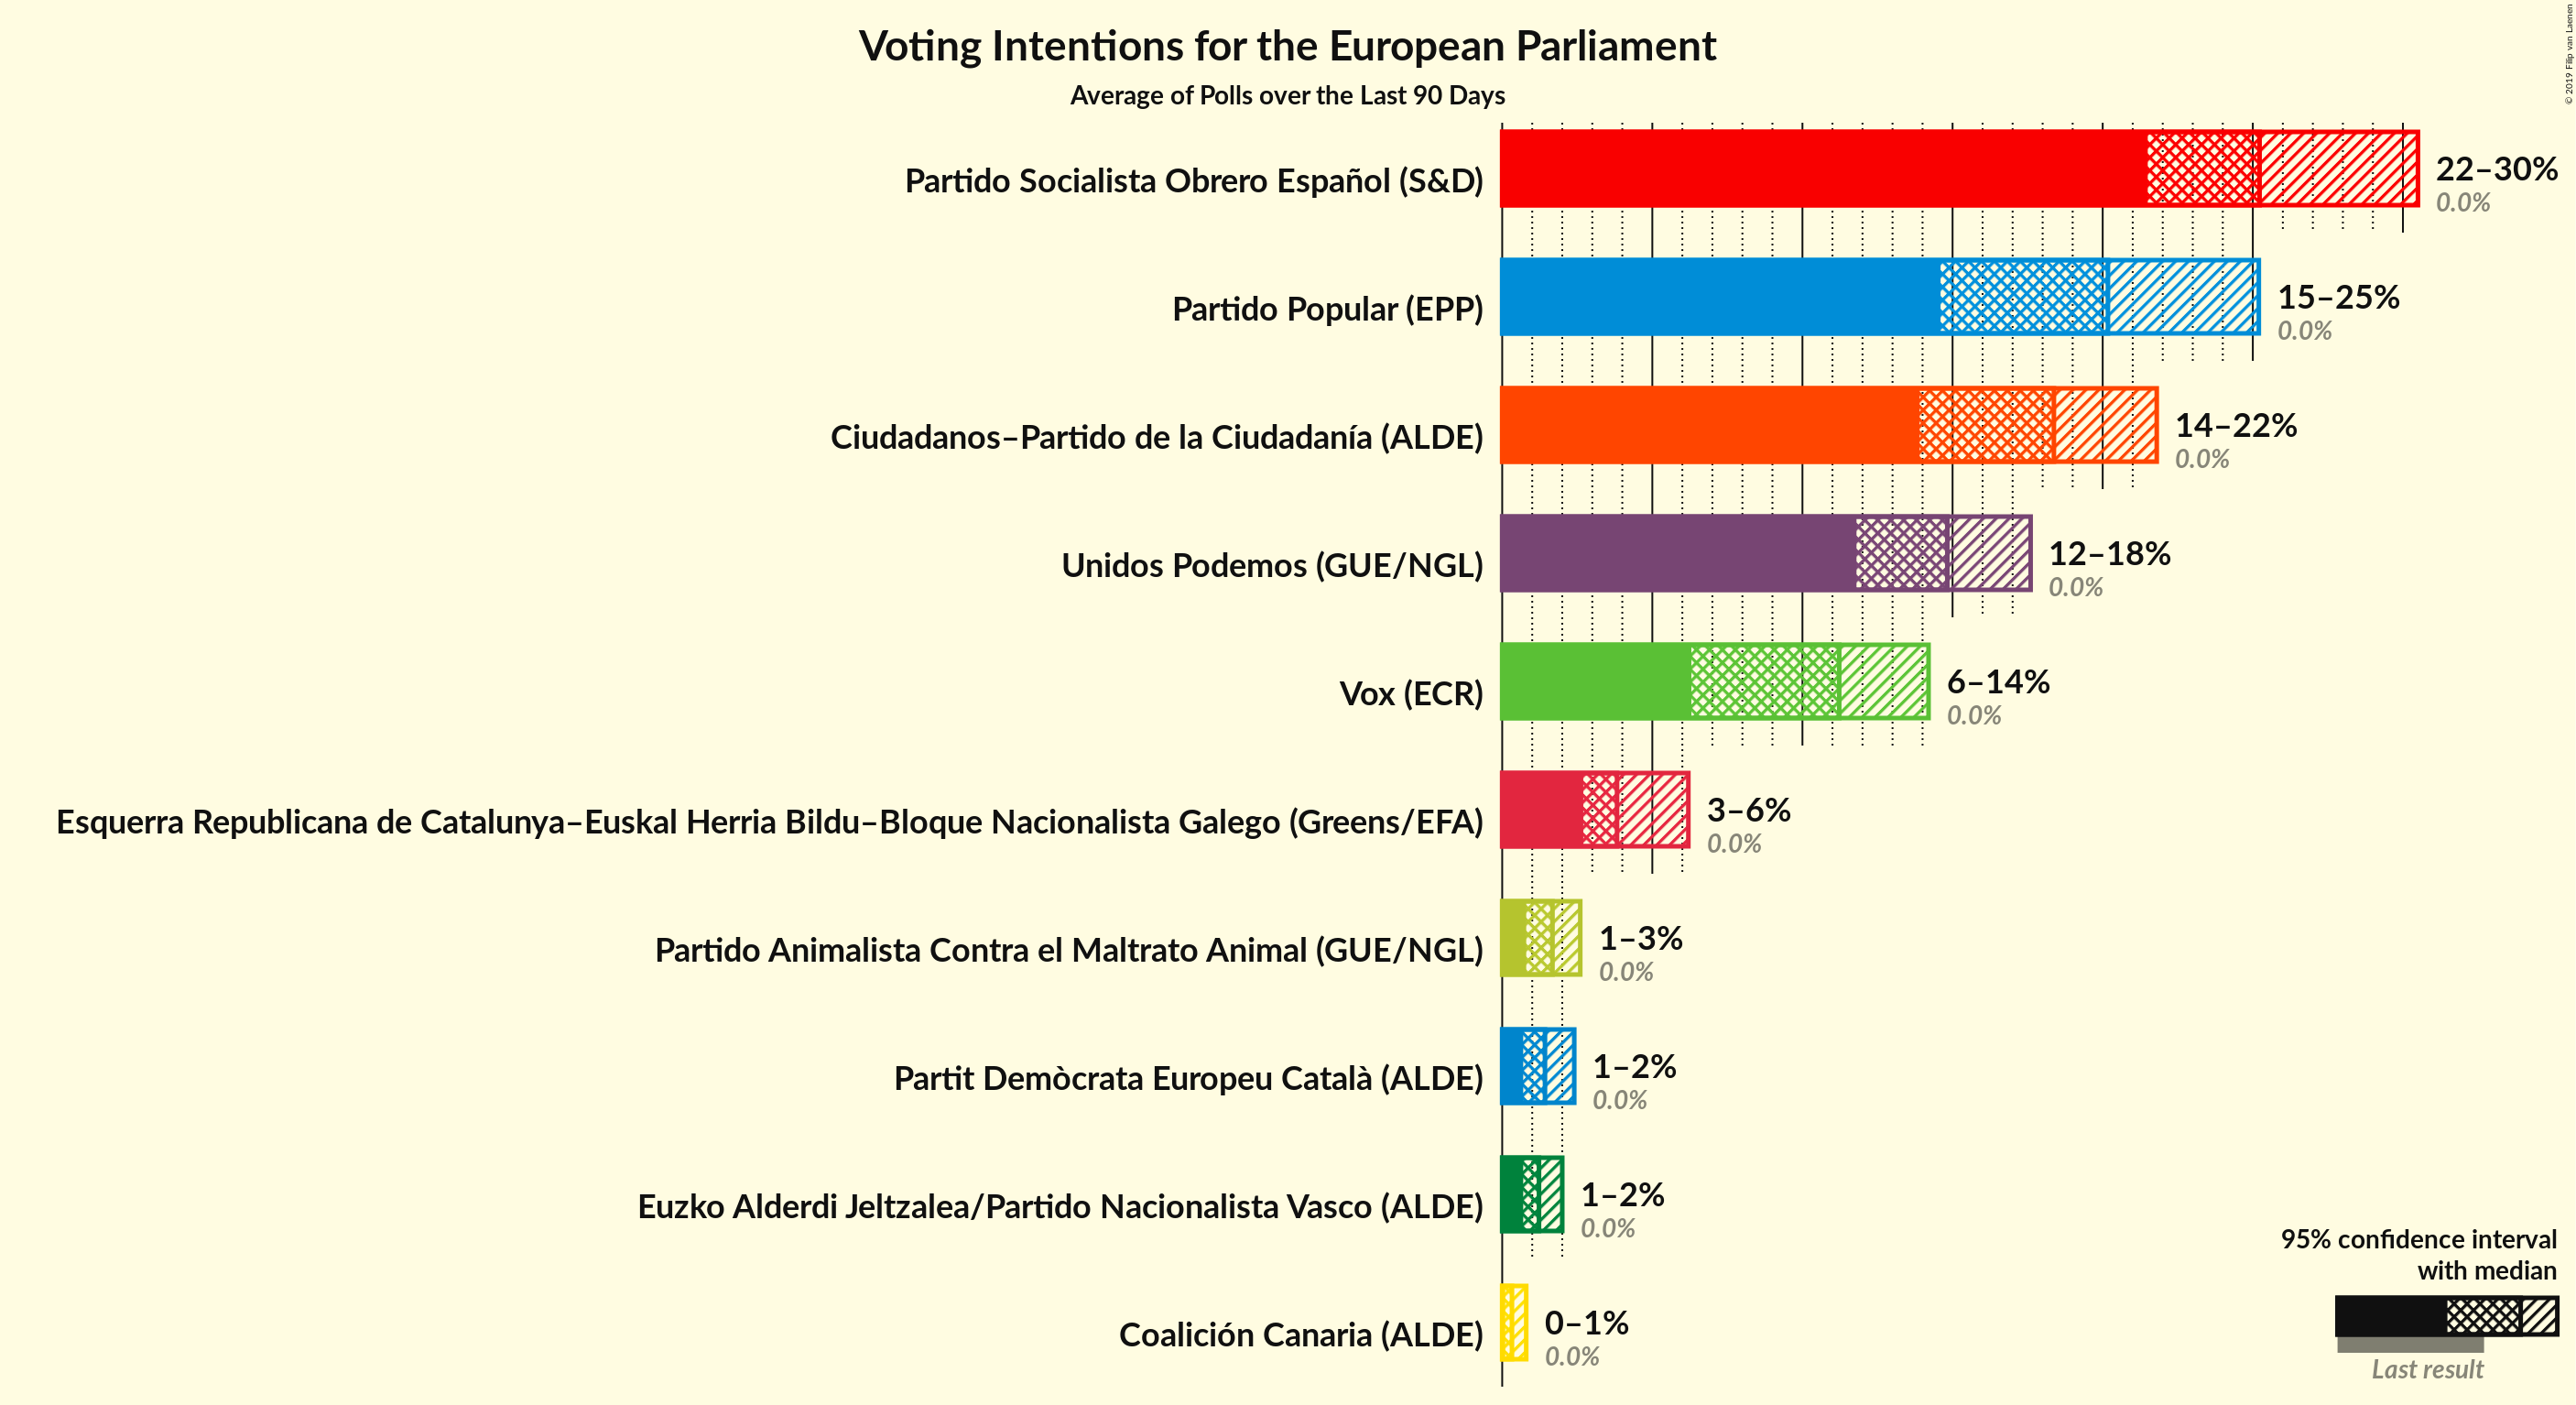 Voting Intentions for the European Parliament
Average of Polls over the Last 90 Days
© 2019 Filip van Laenen
Partido Socialista Obrero Español (S&D)
22–30%
0.0%
Partido Popular (EPP)
15–25%
0.0%
Ciudadanos–Partido de la Ciudadanía (ALDE)
14–22%
0.0%
Unidos Podemos (GUE/NGL)
12–18%
0.0%
Vox (ECR)
6–14%
0.0%
Esquerra Republicana de Catalunya–Euskal Herria Bildu–Bloque Nacionalista Galego (Greens/EFA)
3–6%
0.0%
Partido Animalista Contra el Maltrato Animal (GUE/NGL)
1–3%
0.0%
Partit Demòcrata Europeu Català (ALDE)
1–2%
0.0%
Euzko Alderdi Jeltzalea/Partido Nacionalista Vasco (ALDE)
1–2%
0.0%
Coalición Canaria (ALDE)
0–1%
0.0%
95% confidence interval
with median
Last result